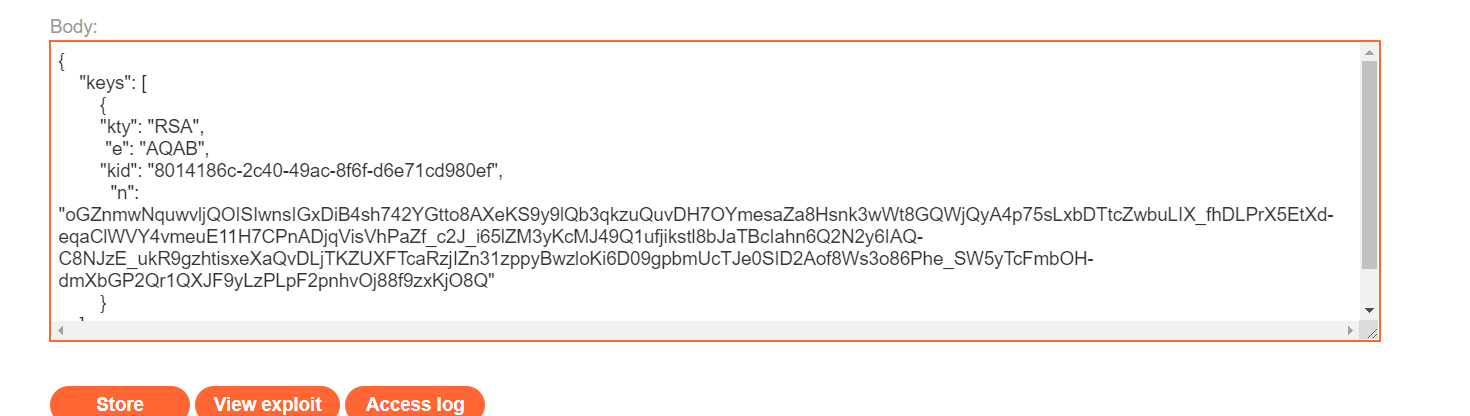 Body:
{
"keys": [
{
"kty": "RSA",
"e": "AQAB",
"kid": "8014186c-2c40-49ac-8f6f-d6e71cd980ef",
"n":
"oGZnmwNquwvljQOISIwnsIGxDiB4sh742YGtto8AXeKS9y9lQb3qkzuQuvDH7OYmesaZa8Hsnk3wWt8GQWjQyA4p75sLxbDTtcZwbuLIX_fhDLPrX5EtXd-
eqaClWVY4vmeuE11H7CPnADjqVisVhPaZf_c2J_i65lZM3yKcMJ49Q1ufjikstl8bJaTBclahn6Q2N2y6lAQ-
C8NJzE_ukR9gzhtisxeXaQvDLjTKZUXFTcaRzjIZn31zppyBwzloKi6D09gpbmUcTJe0SID2Aof8Ws3o86Phe_SW5yTcFmbOH-
dmXbGP2Qr1QXJF9yLzPLpF2pnhvOj88f9zxKjO8Q"
}
Store
View exploit
Access log